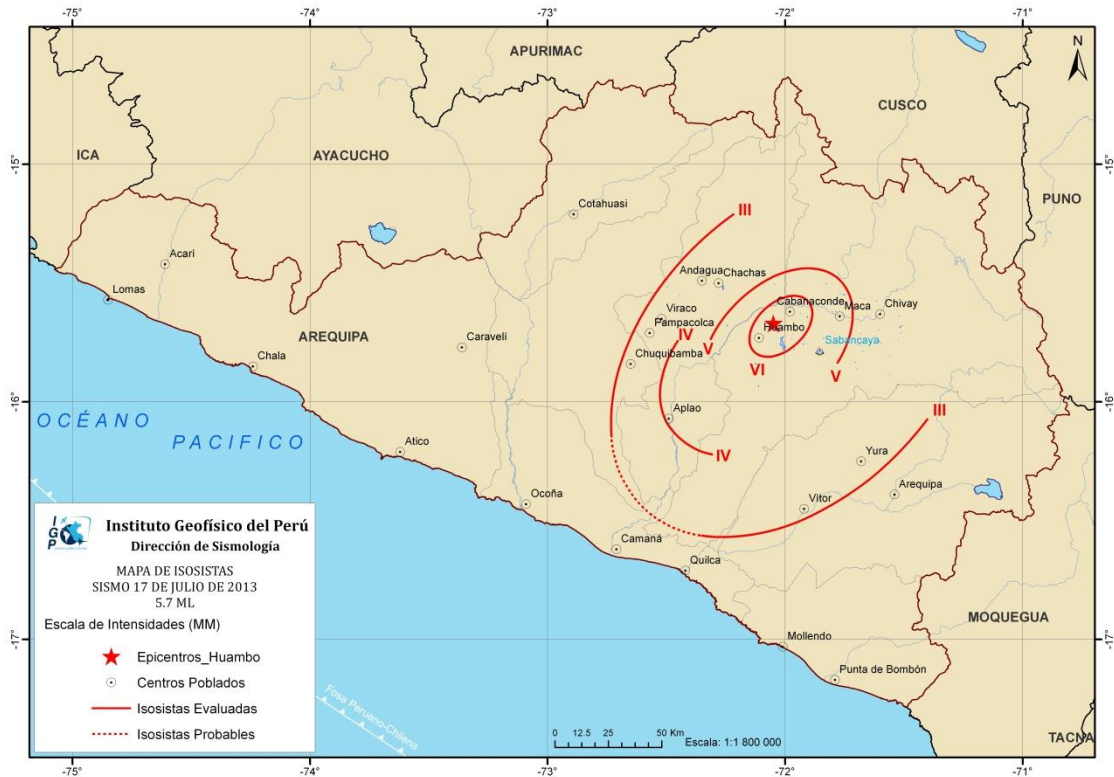 -75°
-74°
-73°
-72°
-71°
APURIMAC
N
CUSCO
ICA
-15°
AYACUCHO
-15°
PUNO
Cotahuasi
III
Acarí
Andagua
Chachas
Lomas
Viraco
Cabanaconde
Maca
Chivay
Pampacolca
IV
V
Huambo
Sabancaya
AREQUIPA
Caraveli
Chuquibamba
VI
V
Chala
-16°
-16°
Aplao
III
OCÉANO
PACIFICO
Atico
IV
Yura
Arequipa
Ocoña
Vitor
Camaná
Quilca
IGP
Instituto Geofísico del Perú
Dirección de Sismología
MAPA DE ISOSISTAS
SISMO 17 DE JULIO DE 2013
5.7 ML
Escala de Intensidades (MM)
Epicentros_Huambo
Centros Poblados
Isosistas Evaluadas
Isosistas Probables
MOQUEGUA
-17°
-17°
Mollendo
Punta de Bombón
Fosa Peruano-Chilena
0 12.5 25 50 Km
Escala: 1:1 800 000
TACNA
-75°
-74°
-73°
-72°
-71°